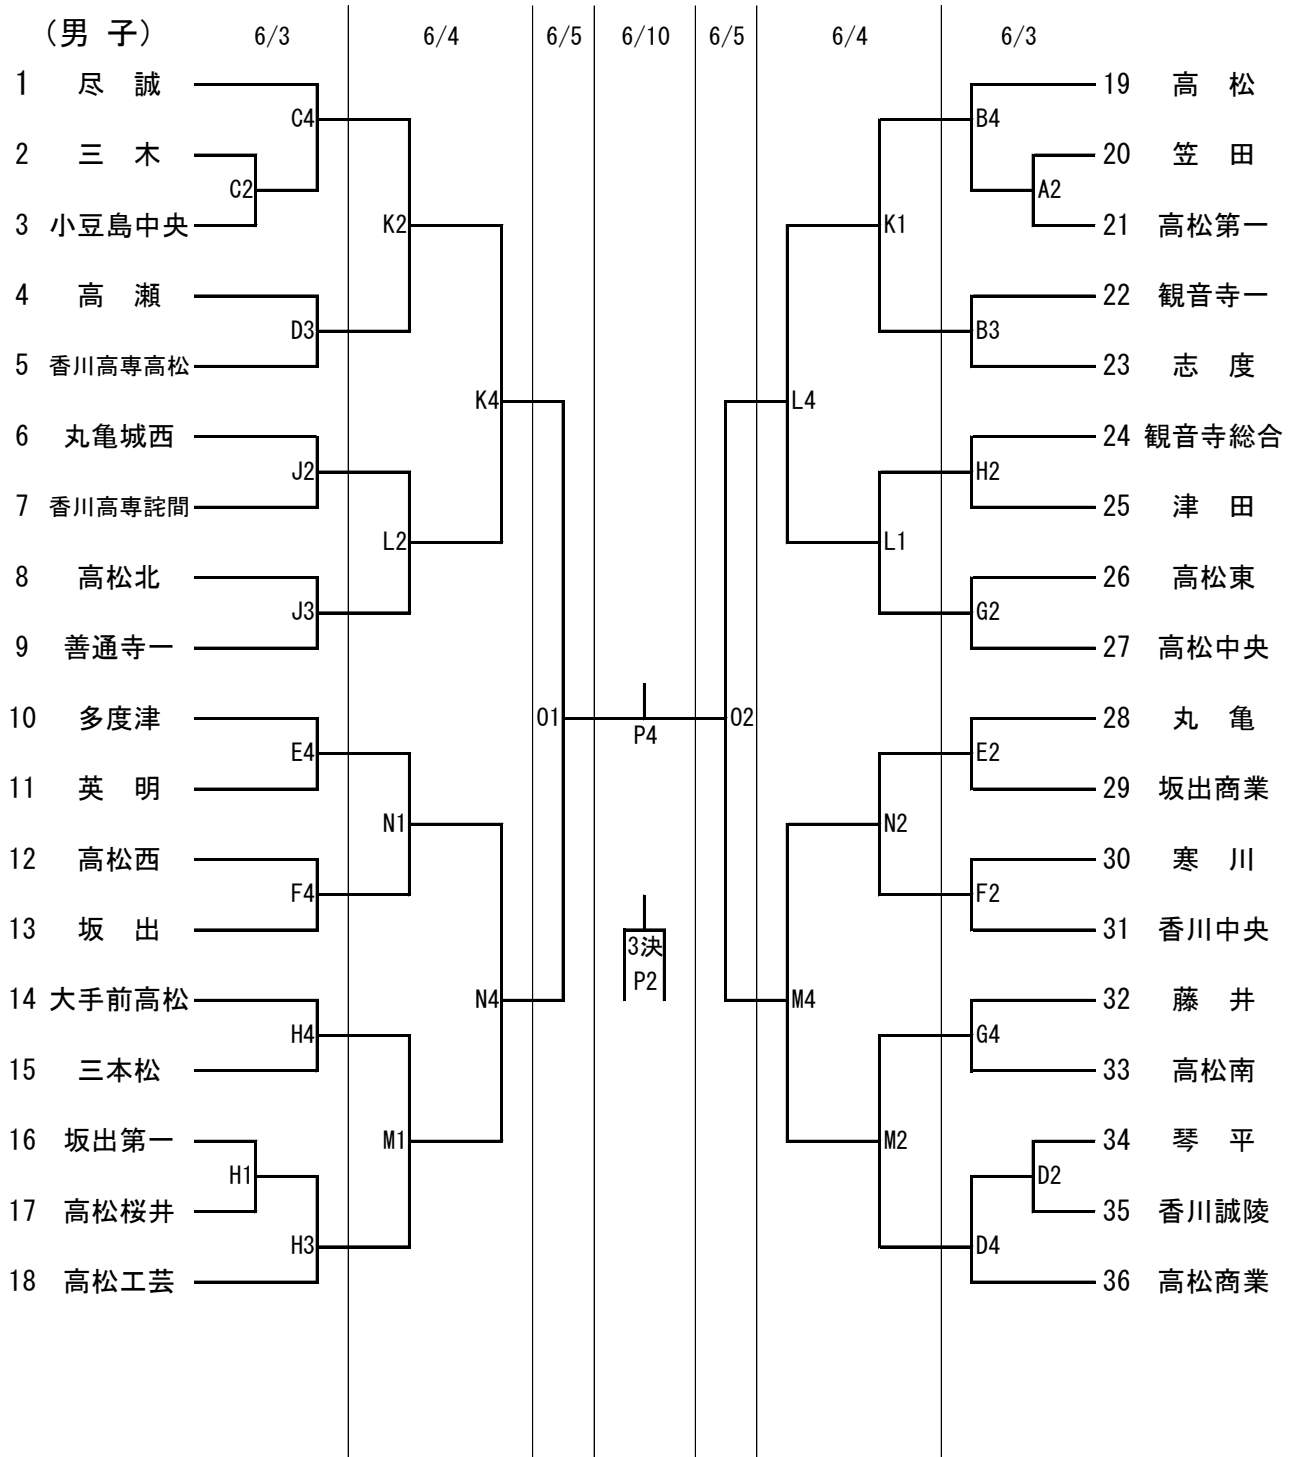 （男 子） 6/3 6/4 6/5 6/10 6/5 6/4 6/3
1 尽 誠 19 高 松
C4 B4
2 三 木 20 笠 田
C2 A2
3 小豆島中央 K2 K1 21 高松第一
4 高 瀬 22 観音寺一
D3 B3
5 香川高専高松 23 志 度
K4 L4
6 丸亀城西 24 観音寺総合
J2 H2
7 香川高専詫間 25 津 田
L2 L1
8 高松北 26 高松東
J3 G2
9 善通寺一 27 高松中央
10 多度津 O1 O2 28 丸 亀
P4
E4 E2
11 英 明 29 坂出商業
N1 N2
12 高松西 30 寒 川
F4 F2
13 坂 出 31 香川中央
3決
P2
14 大手前高松 N4 M4 32 藤 井
H4 G4
15 三本松 33 高松南
16 坂出第一 M1 M2 34 琴 平
H1 D2
17 高松桜井 35 香川誠陵
H3 D4
18 高松工芸 36 高松商業